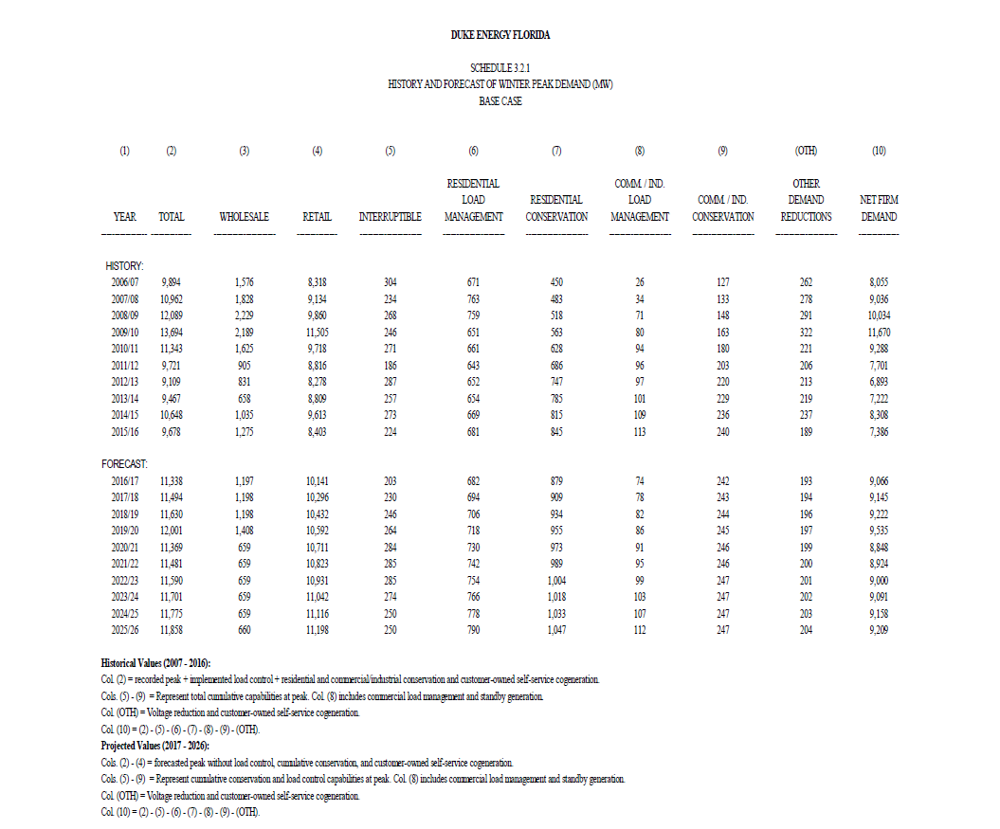 DUKE ENERGY FLORIDA
SCHEDULE 3.2.1
HISTORY AND FORECAST OF WINTER PEAK DEMAND (MW)
BASE CASE
(1) (2) (3) (4) (5) (6) (7) (8) (9) (OTH) (10)
RESIDENTIAL COMM. / IND. OTHER
LOAD RESIDENTIAL LOAD COMM. / IND. DEMAND NET FIRM
YEAR TOTAL WHOLESALE RETAIL INTERRUPTIBLE MANAGEMENT CONSERVATION MANAGEMENT CONSERVATION REDUCTIONS DEMAND
HISTORY:
2006/07 9,894 1,576 8,318 304 671 450 26 127 262 8,055
2007/08 10,962 1,828 9,134 234 763 483 34 133 278 9,036
2008/09 12,089 2,229 9,860 268 759 518 71 148 291 10,034
2009/10 13,694 2,189 11,505 246 651 563 80 163 322 11,670
2010/11 11,343 1,625 9,718 271 661 628 94 180 221 9,288
2011/12 9,721 905 8,816 186 643 686 96 203 206 7,701
2012/13 9,109 831 8,278 287 652 747 97 220 213 6,893
2013/14 9,467 658 8,809 257 654 785 101 229 219 7,222
2014/15 10,648 1,035 9,613 273 669 815 109 236 237 8,308
2015/16 9,678 1,275 8,403 224 681 845 113 240 189 7,386
FORECAST:
2016/17 11,338 1,197 10,141 203 682 879 74 242 193 9,066
2017/18 11,494 1,198 10,296 230 694 909 78 243 194 9,145
2018/19 11,630 1,198 10,432 246 706 934 82 244 196 9,222
2019/20 12,001 1,408 10,592 264 718 955 86 245 197 9,535
2020/21 11,369 659 10,711 284 730 973 91 246 199 8,848
2021/22 11,481 659 10,823 285 742 989 95 246 200 8,924
2022/23 11,590 659 10,931 285 754 1,004 99 247 201 9,000
2023/24 11,701 659 11,042 274 766 1,018 103 247 202 9,091
2024/25 11,775 659 11,116 250 778 1,033 107 247 203 9,158
2025/26 11,858 660 11,198 250 790 1,047 112 247 204 9,209
Historical Values (2007 - 2016):
Col. (2) = recorded peak + implemented load control + residential and commercial/industrial conservation and customer-owned self-service cogeneration.
Cols. (5) - (9) = Represent total cumulative capabilities at peak. Col. (8) includes commercial load management and standby generation.
Col. (OTH) = Voltage reduction and customer-owned self-service cogeneration.
Col. (10) = (2) - (5) - (6) - (7) - (8) - (9) - (OTH).
Projected Values (2017 - 2026):
Cols. (2) - (4) = forecasted peak without load control, cumulative conservation, and customer-owned self-service cogeneration.
Cols. (5) - (9) = Represent cumulative conservation and load control capabilities at peak. Col. (8) includes commercial load management and standby generation.
Col. (OTH) = Voltage reduction and customer-owned self-service cogeneration.
Col. (10) = (2) - (5) - (6) - (7) - (8) - (9) - (OTH).